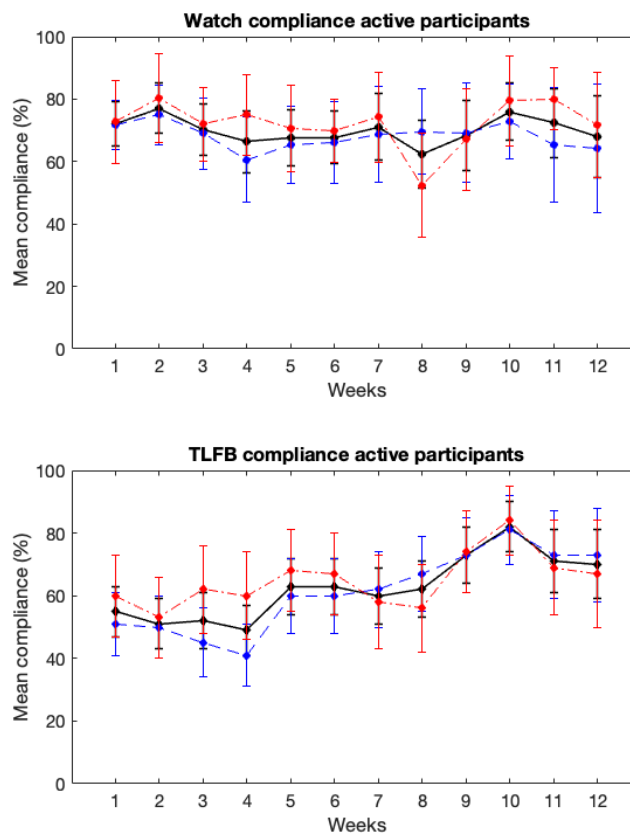 Watch compliance active participants
100
80
60
40
20
0
Mean compliance (%)
1 2 3 4 5 6 7 8 9 10 11 12
Weeks
TLFB compliance active participants
100
80
60
40
20
0
Mean compliance (%)
1 2 3 4 5 6 7 8 9 10 11 12
Weeks